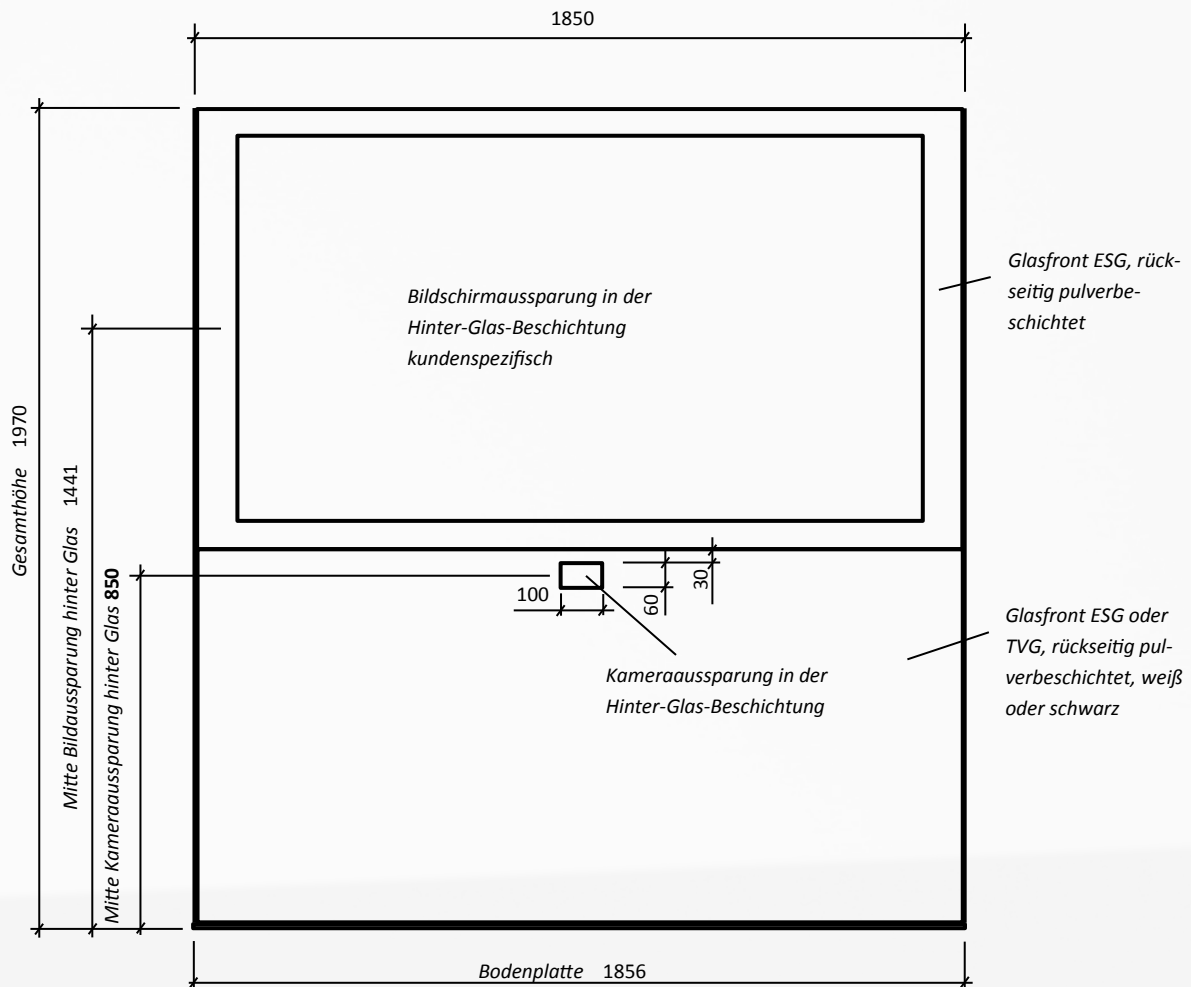 1850
Glasfront ESG, rück-
seitig pulverbe-
schichtet
Bildschirmaussparung in der
Hinter-Glas-Beschichtung
kundenspezifisch
Gesamthöhe 1970
Mitte Bildaussparung hinter Glas 1441
Mitte Kameraaussparung hinter Glas 850
100
60
30
Glasfront ESG oder
TVG, rückseitig pul-
verbeschichtet, weiß
oder schwarz
Kameraaussparung in der
Hinter-Glas-Beschichtung
Bodenplatte 1856